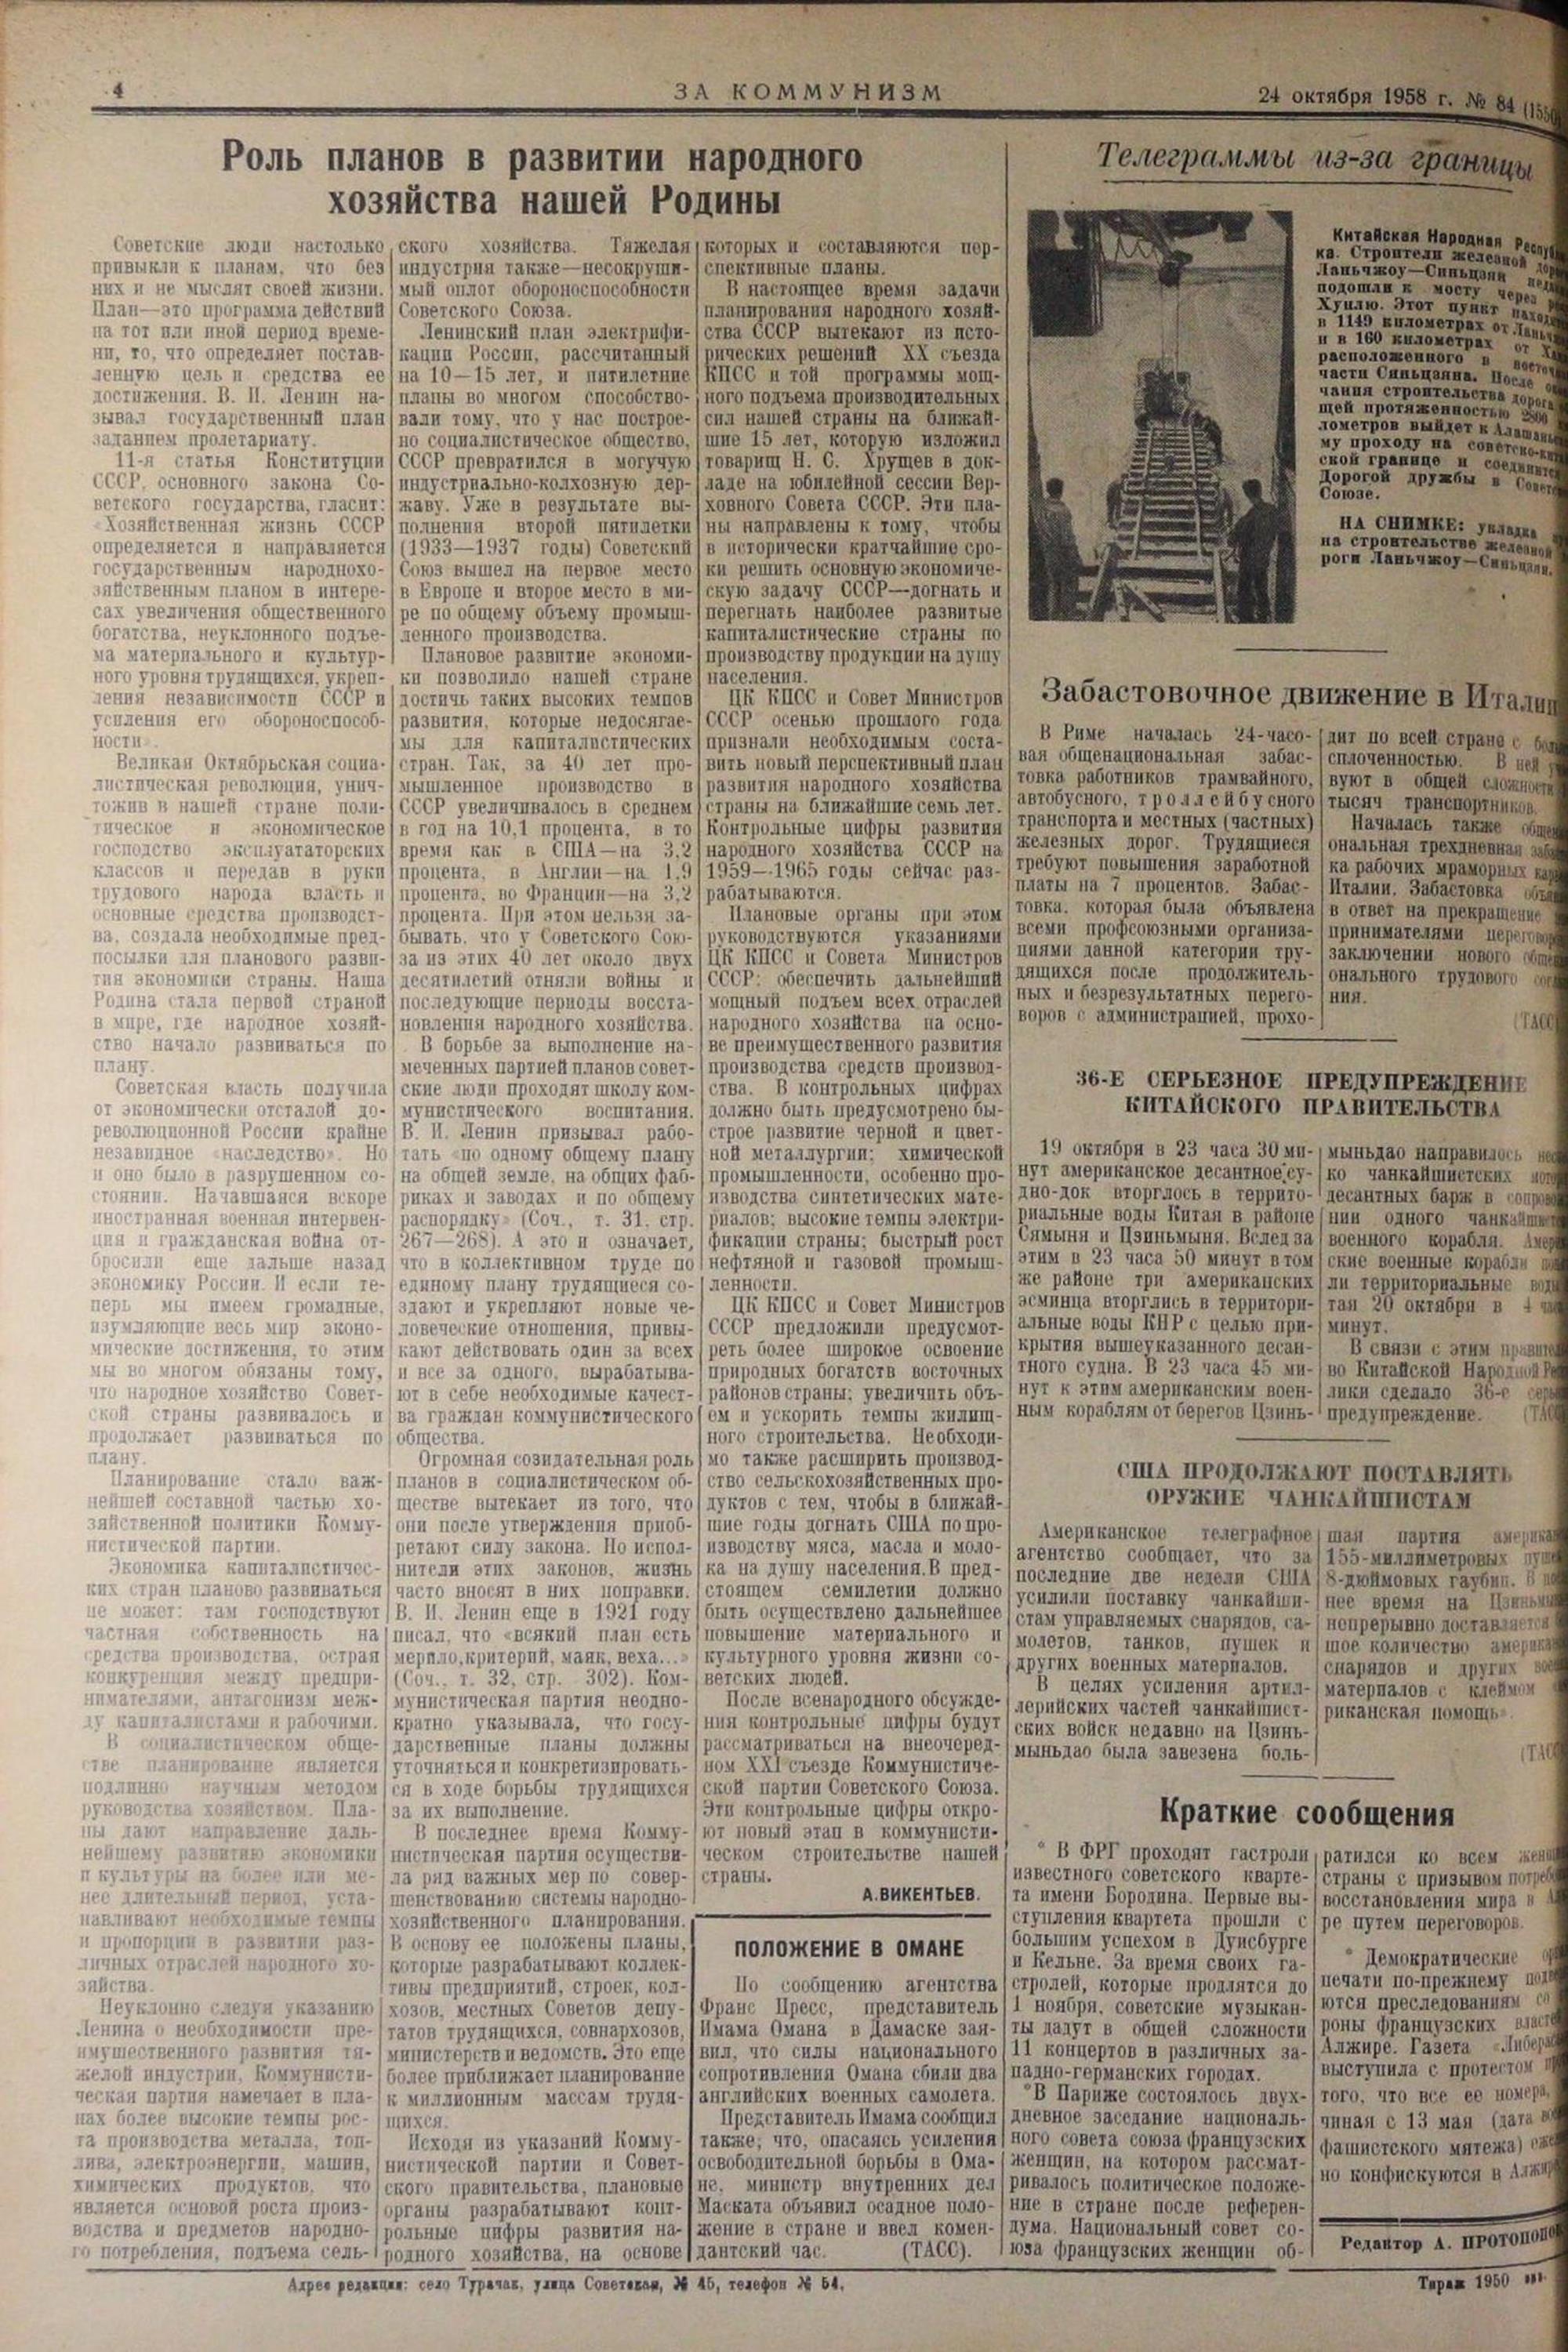 4
ЗА КОММУНИЗМ
24 октября 1958 г. № 84
Роль планов в развитии народного
хозяйства нашей Родины
Советские люди настолько
привыкли к планам, что без
них и не мыслят своей жизни.
План—это программа действий
на тот или иной период време-
ни, то, что определяет постав-
ленную цель и средства ее
достижения. В. И. Ленин на-
зывал государственный план
заданием пролетариату.
11-я статья Конституции
СССР, основного закона Со-
ветского государства, гласит:
«Хозяйственная жизнь СССР
определяется и направляется
государственным народнохо-
зяйственным планом в интере-
сах увеличения общественного
богатства, неуклонного подъе-
ма материального и культур-
ного уровня трудящихся, укреп-
ления независимости СССР и
усиления его обороноспособ-
ности».
Великая Октябрьская социа-
листическая революция, унич-
тожив в нашей стране поли-
тическое и экономическое
господство эксплуататорских
классов и передав в руки
трудового народа власть и
основные средства производст-
ва, создала необходимые пред-
посылки для планового разви-
тия экономики страны. Наша
Родина стала первой страной
в мире, где народное хозяй-
ство начало развиваться по
плану.
Советская власть получила
от экономически отсталой до-
революционной России крайне
незавидное «наследство». Но
и оно было в разрушенном со-
стоянии. Начавшаяся вскоре
иностранная военная интервен-
ция и гражданская война от-
бросили еще дальше назад
экономику России. И если те-
перь мы имеем громадные,
изумляющие весь мир эконо-
мические достижения, то этим
мы во многом обязаны тому,
что народное хозяйство Совет-
ской страны развивалось и
продолжает развиваться по
плану.
Планирование стало важ-
нейшей составной частью хо-
зяйственной политики Комму-
нистической партии.
Экономика капиталистичес-
ких стран планово развиваться
не может: там господствуют
частная собственность на
средства производства, острая
конкуренция между предпри-
нимателями, антагонизм меж-
ду капиталистами и рабочими.
В социалистическом обще-
стве планирование является
подлинно научным методом
руководства хозяйством. Пла-
ны дают направление даль-
нейшему развитию экономики
и культуры на более или ме-
нее длительный период, уста-
навливают необходимые темпы
и пропорции в развитии раз-
личных отраслей народного хо-
зяйства.
Неуклонно следуя указанию
Ленина о необходимости пре-
имущественного развития тя-
желой индустрии, Коммунисти-
ческая партия намечает в пла-
нах более высокие темпы рос-
та производства металла, топ-
лива, электроэнергии, машин,
химических продуктов, что
является основой роста произ-
водства и предметов народно-
го потребления, подъема сель-
ского хозяйства. Тяжелая
индустрия также—несокруши-
мый оплот обороноспособности
Советского Союза.
Ленинский план электрифи-
кации России, рассчитанный
на 10—15 лет, и пятилетние
планы во многом способство-
вали тому, что у нас построе-
но социалистическое общество,
СССР превратился в могучую
индустриально-колхозную дер-
жаву. Уже в результате вы-
полнения второй пятилетки
(1933—1937 годы) Советский
Союз вышел на первое место
в Европе и второе место в ми-
ре по общему объему промыш-
ленного производства.
Плановое развитие экономи-
ки позволило нашей стране
достичь таких высоких темпов
развития, которые недосягае-
мы для капиталистических
стран. Так, за 40 лет про-
мышленное производство в
СССР увеличивалось в среднем
в год на 10,1 процента, в то
время как в США—на 3,2
процента, в Англии—на 1,9
процента, во Франции—на 3,2
процента. При этом нельзя за-
бывать, что у Советского Сою-
за из этих 40 лет около двух
десятилетий отняли войны и
последующие периоды восста-
новления народного хозяйства.
В борьбе за выполнение на-
меченных партией планов совет-
ские люди проходят школу ком-
мунистического воспитания.
В. И. Ленин призывал рабо-
тать «по одному общему плану
на общей земле, на общих фаб-
риках и заводах и по общему
распорядку» (Соч., т. 31, стр.
267—268). А это и означает,
что в коллективном труде по
единому плану трудящиеся со-
здают и укрепляют новые че-
ловеческие отношения, привы-
кают действовать один за всех
и все за одного, вырабатыва-
ют в себе необходимые качест-
ва граждан коммунистического
общества.
Огромная созидательная роль
планов в социалистическом об-
ществе вытекает из того, что
они после утверждения приоб-
ретают силу закона. Но испол-
нители этих законов, жизнь
часто вносят в них поправки.
В. И. Ленин еще в 1921 году
писал, что «всякий план есть
мерило, критерий, маяк, веха...»
(Соч., т. 32, стр. 302). Ком-
мунистическая партия неодно-
кратно указывала, что госу-
дарственные планы должны
уточняться и конкретизировать-
ся в ходе борьбы трудящихся
за их выполнение.
В последнее время Комму-
нистическая партия осуществи-
ла ряд важных мер по совер-
шенствованию системы народно-
хозяйственного планирования.
В основу ее положены планы,
которые разрабатывают коллек-
тивы предприятий, строек, кол-
хозов, местных Советов депу-
татов трудящихся, совнархозов,
министерств и ведомств. Это еще
более приближает планирование
к миллионным массам трудя-
щихся.
Исходя из указаний Комму-
нистической партии и Совет-
ского правительства, плановые
органы разрабатывают конт-
рольные цифры развития на-
родного хозяйства, на основе
которых и составляются пер-
спективные планы.
В настоящее время задачи
планирования народного хозяй-
ства СССР вытекают из исто-
рических решений XX съезда
КПСС и той программы мощ-
ного подъема производительных
сил нашей страны на ближай-
шие 15 лет, которую изложил
товарищ Н. С. Хрущев в док-
ладе на юбилейной сессии Вер-
ховного Совета СССР. Эти пла-
ны направлены к тому, чтобы
в исторически кратчайшие сро-
ки решить основную экономиче-
скую задачу СССР—догнать и
перегнать наиболее развитые
капиталистические страны по
производству продукции на душу
населения.
ЦК КПСС и Совет Министров
СССР осенью прошлого года
признали необходимым соста-
вить новый перспективный план
развития народного хозяйства
страны на ближайшие семь лет.
Контрольные цифры развития
народного хозяйства СССР на
1959—1965 годы сейчас раз-
рабатываются.
Плановые органы при этом
руководствуются указаниями
ЦК КПСС и Совета Министров
СССР: обеспечить дальнейший
мощный подъем всех отраслей
народного хозяйства на осно-
ве преимущественного развития
производства средств производ-
ства. В контрольных цифрах
должно быть предусмотрено бы-
строе развитие черной и цвет-
ной металлургии; химической
промышленности, особенно про-
изводства синтетических мате-
риалов; высокие темпы электри-
фикации страны; быстрый рост
нефтяной и газовой промыш-
ленности.
ЦК КПСС и Совет Министров
СССР предложили предусмот-
реть более широкое освоение
природных богатств восточных
районов страны; увеличить объ-
ем и ускорить темпы жилищ-
ного строительства. Необходи-
мо также расширить производ-
ство сельскохозяйственных про-
дуктов с тем, чтобы в ближай-
шие годы догнать США по про-
изводству мяса, масла и моло-
ка на душу населения. В пред-
стоящем семилетии должно
быть осуществлено дальнейшее
повышение материального и
культурного уровня жизни со-
ветских людей.
После всенародного обсужде-
ния контрольные цифры будут
рассматриваться на внеочеред-
ном XXI съезде Коммунистиче-
ской партии Советского Союза.
Эти контрольные цифры откро-
ют новый этап в коммунисти-
ческом строительстве нашей
страны.
А.ВИКЕНТЬЕВ.
ПОЛОЖЕНИЕ В ОМАНЕ
По сообщению агентства
Франс Пресс, представитель
Имама Омана в Дамаске зая-
вил, что силы национального
сопротивления Омана сбили два
английских военных самолета.
Представитель Имама сообщил
также, что, опасаясь усиления
освободительной борьбы в Ома-
не, министр внутренних дел
Маската объявил осадное поло-
жение в стране и ввел комен-
дантский час. (ТАСС).
Телеграммы из-за границы
Китайская Народная
ка. Строители железной
Ланьчжоу—Синьцзян
подошли к мосту через
Хуилю. Этот пункт
в 1149 километрах от
и в 160 километрах от
расположенного в
части Синьцзяна. После
чания строительства дорога
щей протяженностью 2800
лометров выйдет к
му проходу на советско-
ской границе и соединится
Дорогой дружбы в
Союзе.
НА СНИМКЕ: укладка
на строительстве железной
роги Ланьчжоу—Синьцзян.
Забастовочное движение в Италии
В Риме началась 24-часо-
вая общенациональная забас-
товка работников трамвайного,
автобусного, троллейбусного
транспорта и местных (частных)
железных дорог. Трудящиеся
требуют повышения заработной
платы на 7 процентов. Забас-
товка, которая была объявлена
всеми профсоюзными организа-
циями данной категории тру-
дящихся после продолжитель-
ных и безрезультатных перего-
воров с администрацией, прохо-
дит по всей стране с
сплоченностью. В ней
вуют в общей сложности
тысяч транспортников.
Началась также
ональная трехдневная
ка рабочих мраморных
Италии. Забастовка
в ответ на прекращение
принимателями
заключении нового
онального трудового
ния.
(ТАСС)
36-Е СЕРЬЕЗНОЕ ПРЕДУПРЕЖДЕНИЕ
КИТАЙСКОГО ПРАВИТЕЛЬСТВА
19 октября в 23 часа 30 ми-
нут американское десантное су-
дно-док вторглось в террито-
риальные воды Китая в районе
Сямыня и Цзиньмыня. Вслед за
этим в 23 часа 50 минут в том
же районе три американских
эсминца вторглись в территори-
альные воды КНР с целью при-
крытия вышеуказанного десан-
тного судна. В 23 часа 45 ми-
нут к этим американским воен-
ным кораблям от берегов Цзинь-
мыньдао направилось
ко чанкайшистских
десантных барж в
нии одного
военного корабля.
ские военные корабли
ли территориальные воды
тая 20 октября в 4
минут.
В связи с этим
во Китайской Народной
лики сделало 36-е
предупреждение.
США ПРОДОЛЖАЮТ ПОСТАВЛЯТЬ
ОРУЖИЕ ЧАНКАЙШИСТАМ
Американское телеграфное
агентство сообщает, что за
последние две недели США
усилили поставку чанкайши-
стам управляемых снарядов, са-
молетов, танков, пушек и
других военных материалов.
В целях усиления артил-
лерийских частей чанкайшист-
ских войск недавно на Цзинь-
мыньдао была завезена боль-
шая партия
155-миллиметровых
8-дюймовых гаубиц. В
нее время на
непрерывно доставляется
шое количество
снарядов и других
материалов с клеймом
риканская помощь».
Краткие сообщения
* В ФРГ проходят гастроли
известного советского кварте-
та имени Бородина. Первые вы-
ступления квартета прошли с
большим успехом в Дуисбурге
и Кельне. За время своих га-
стролей, которые продлятся до
1 ноября, советские музыкан-
ты дадут в общей сложности
11 концертов в различных за-
падно-германских городах.
* В Париже состоялось двух-
дневное заседание националь-
ного совета союза французских
женщин, на котором рассмат-
ривалось политическое положе-
ние в стране после референ-
дума. Национальный совет со-
юза французских женщин об-
ратился ко всем
страны с призывом
восстановления мира в
ре путем переговоров.
* Демократические
печати по-прежнему
ются преследованиям со
роны французских
Алжире. Газета
выступила с протестом
того, что все ее номера,
чиная с 13 мая (дата
фашистского мятежа)
но конфискуются в
Редактор А. ПРОТОПОПОВ
Адрес редакции: село Турачак, улица Советская, № 45, телефон № 54.
Тираж 1950